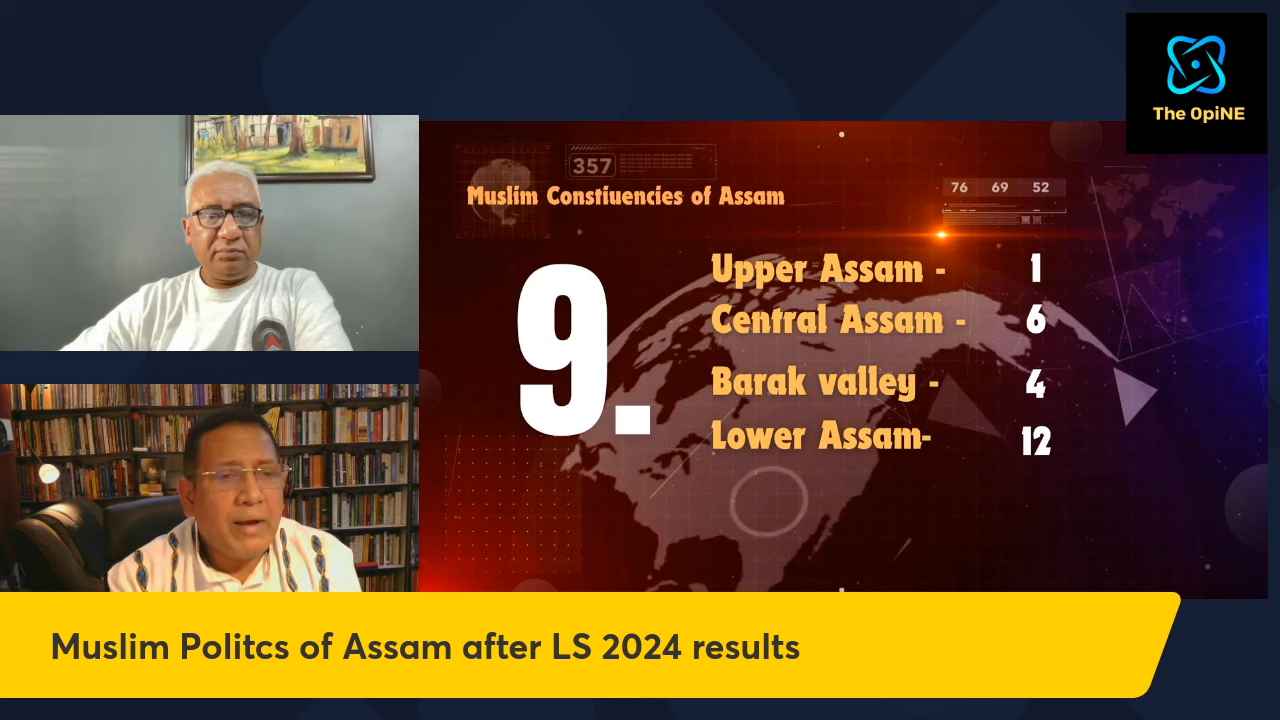 The OpiNE
357
76 69 52
Muslim Constiuencies of Assam
9.
Upper Assam - 1
Central Assam - 6
Barak valley - 4
Lower Assam- 12
Muslim Politcs of Assam after LS 2024 results